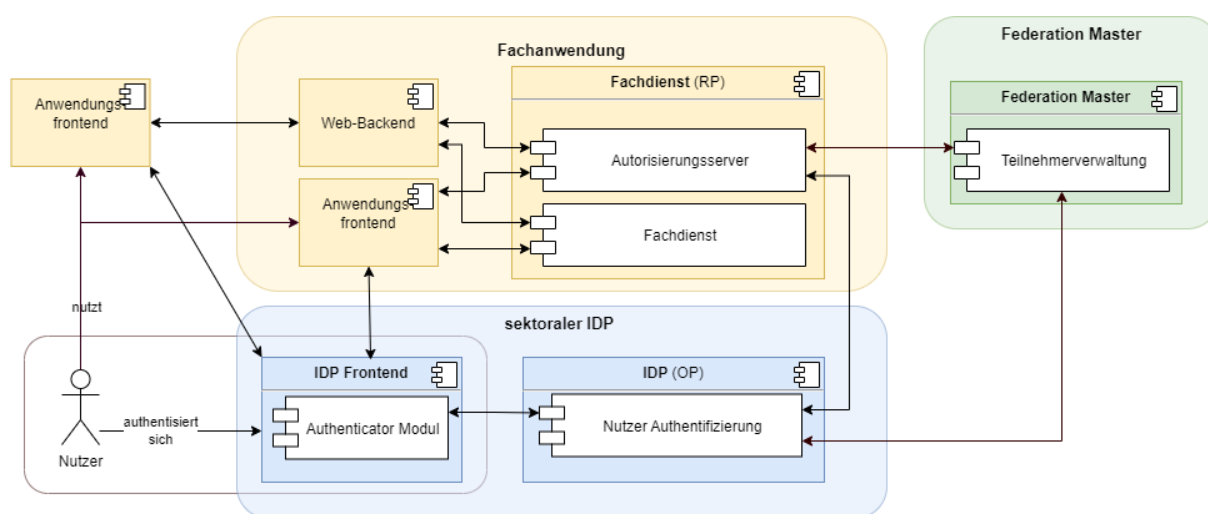 Fachanwendung
Federation Master
Anwendungs
frontend
Web-Backend
Fachdienst (RP)
Autorisierungsserver
Federation Master
Teilnehmerverwaltung
Anwendungs
frontend
Fachdienst
nutzt
sektoraler IDP
IDP Frontend
Authenticator Modul
IDP (OP)
Nutzer Authentifizierung
authentisiert
sich
Nutzer